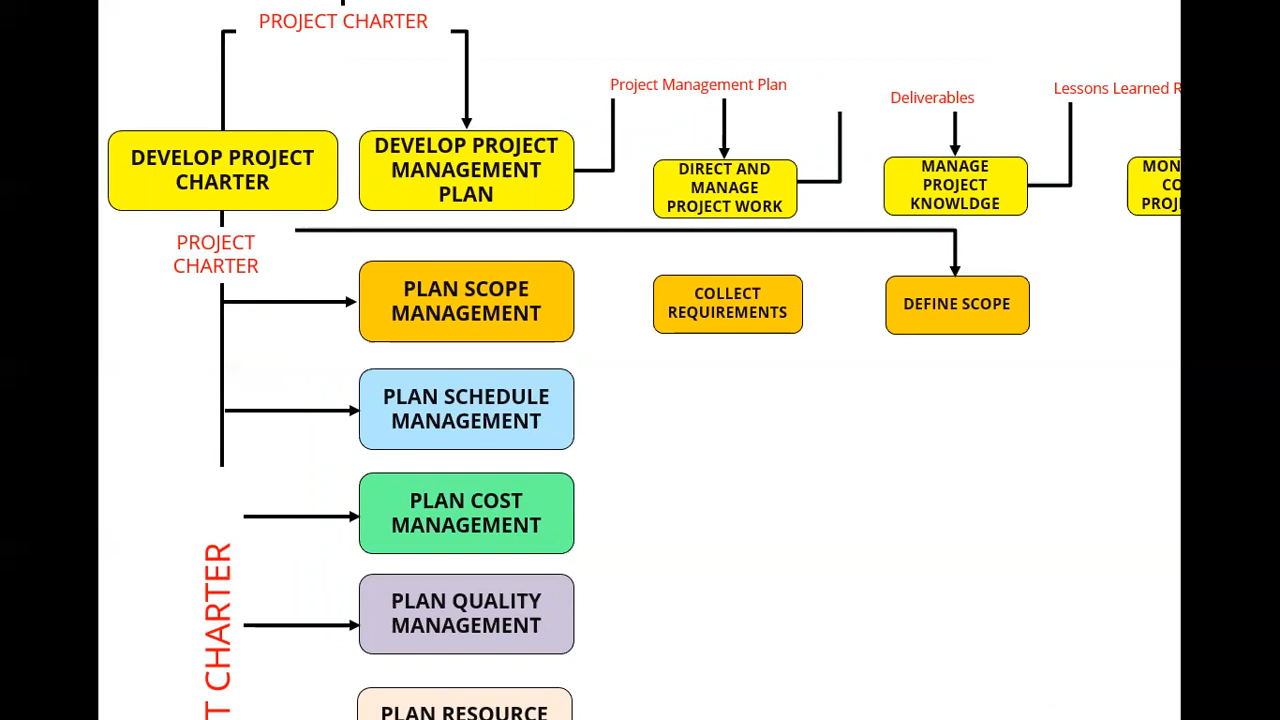 PROJECT CHARTER
Project Management Plan
Deliverables
Lessons Learned R
DEVELOP PROJECT
CHARTER
DEVELOP PROJECT
MANAGEMENT
PLAN
DIRECT AND
MANAGE
PROJECT WORK
MANAGE
PROJECT
KNOWLDGE
MON
CO
PROJ
PROJECT
CHARTER
PLAN SCOPE
MANAGEMENT
COLLECT
REQUIREMENTS
DEFINE SCOPE
PLAN SCHEDULE
MANAGEMENT
PLAN COST
MANAGEMENT
T CHARTER
PLAN QUALITY
MANAGEMENT
PLAN RESOURCE